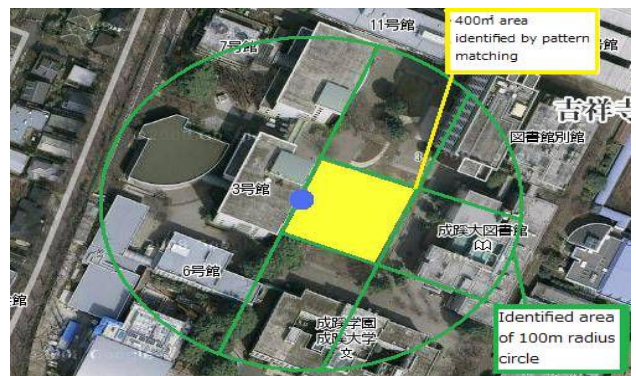 11号館
7号館
400㎡ area
identified by pattern
matching
号館
吉祥寺
図書館別館
3
3号館
成蹊大図書館
6号館
成蹊学園
成蹊大学
文
館
Identified area
of 100m radius
circle